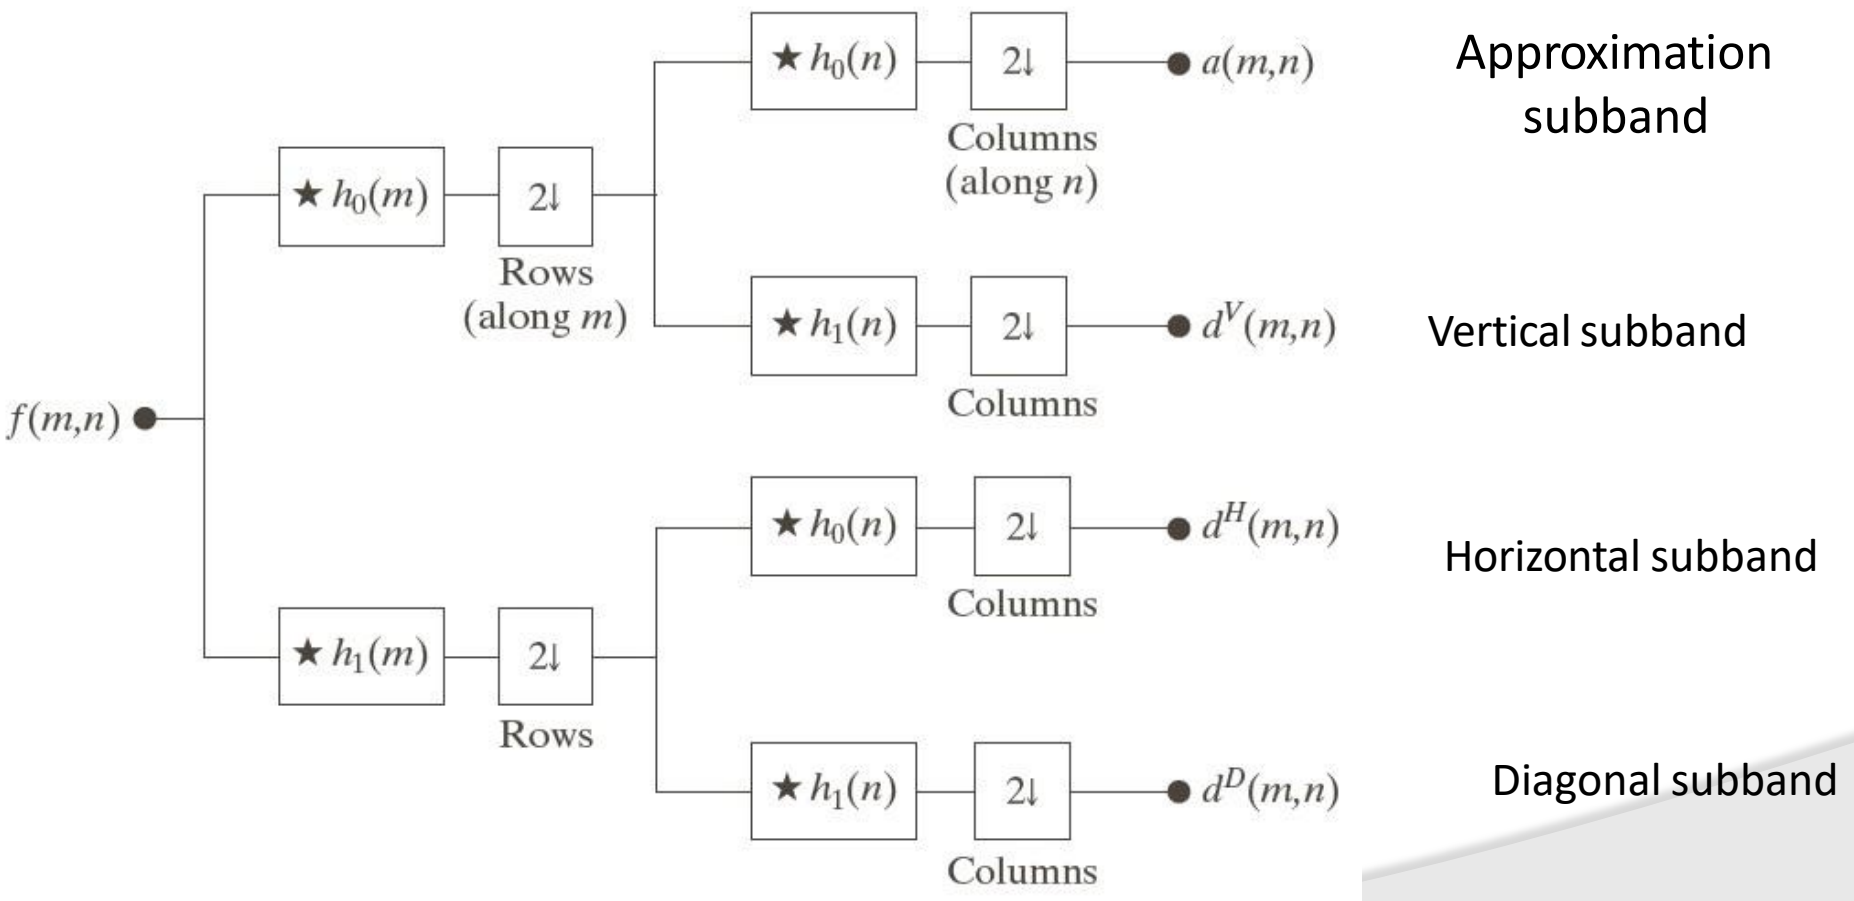 ★ h₀(n)
2↓
a(m,n)
Approximation
subband
Columns
(along n)
★ h₀(m)
2↓
Rows
(along m)
★ h₁(n)
2↓
dⱽ(m,n)
Vertical subband
Columns
f(m,n)
★ h₀(n)
2↓
dᴴ(m,n)
Horizontal subband
Columns
★ h₁(m)
2↓
Rows
★ h₁(n)
2↓
dᴰ(m,n)
Diagonal subband
Columns